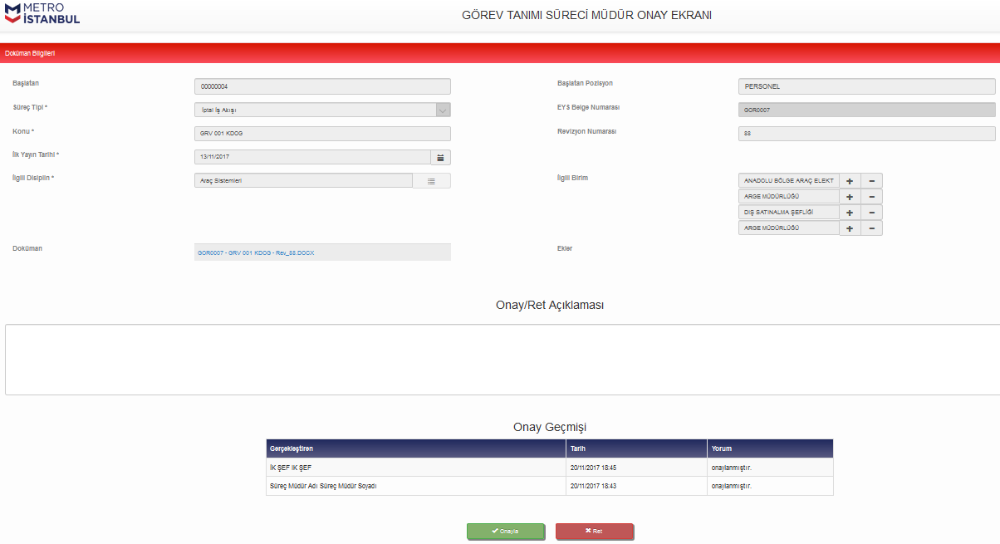 METRO
İSTANBUL
GÖREV TANIMI SÜRECİ MÜDÜR ONAY EKRANI
Doküman Bilgileri
Başlatan 00000004 Başlatan Pozisyon PERSONEL
Süreç Tipi * İptal İş Akışı EYS Belge Numarası GOR0007
Konu * GRV 001 KDOG Revizyon Numarası 88
İlk Yayın Tarihi * 13/11/2017
İlgili Disiplin * Araç Sistemleri İlgili Birim ANADOLU BÖLGE ARAÇ ELEKT
ARGE MÜDÜRLÜĞÜ
DIŞ SATINALMA ŞEFLİĞİ
ARGE MÜDÜRLÜĞÜ
Doküman GOR0007 - GRV 001 KDOG - Rev_88.DOCX Ekler
Onay/Ret Açıklaması
Onay Geçmişi
Gerçekleştiren Tarih Yorum
İK ŞEF IK ŞEF 20/11/2017 18:45 onaylanmıştır.
Süreç Müdür Adı Süreç Müdür Soyadı 20/11/2017 18:43 onaylanmıştır.
Onayla Ret